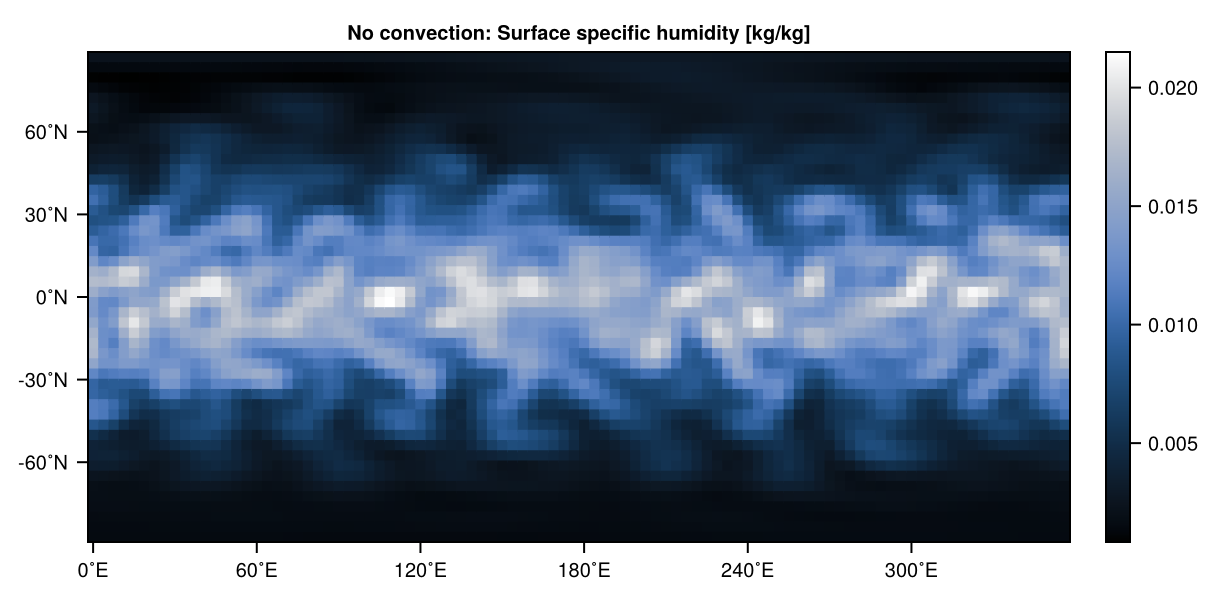 No convection: Surface specific humidity [kg/kg]
60˚N
30˚N
0˚N
-30˚N
-60˚N
0˚E
60˚E
120˚E
180˚E
240˚E
300˚E
0.020
0.015
0.010
0.005